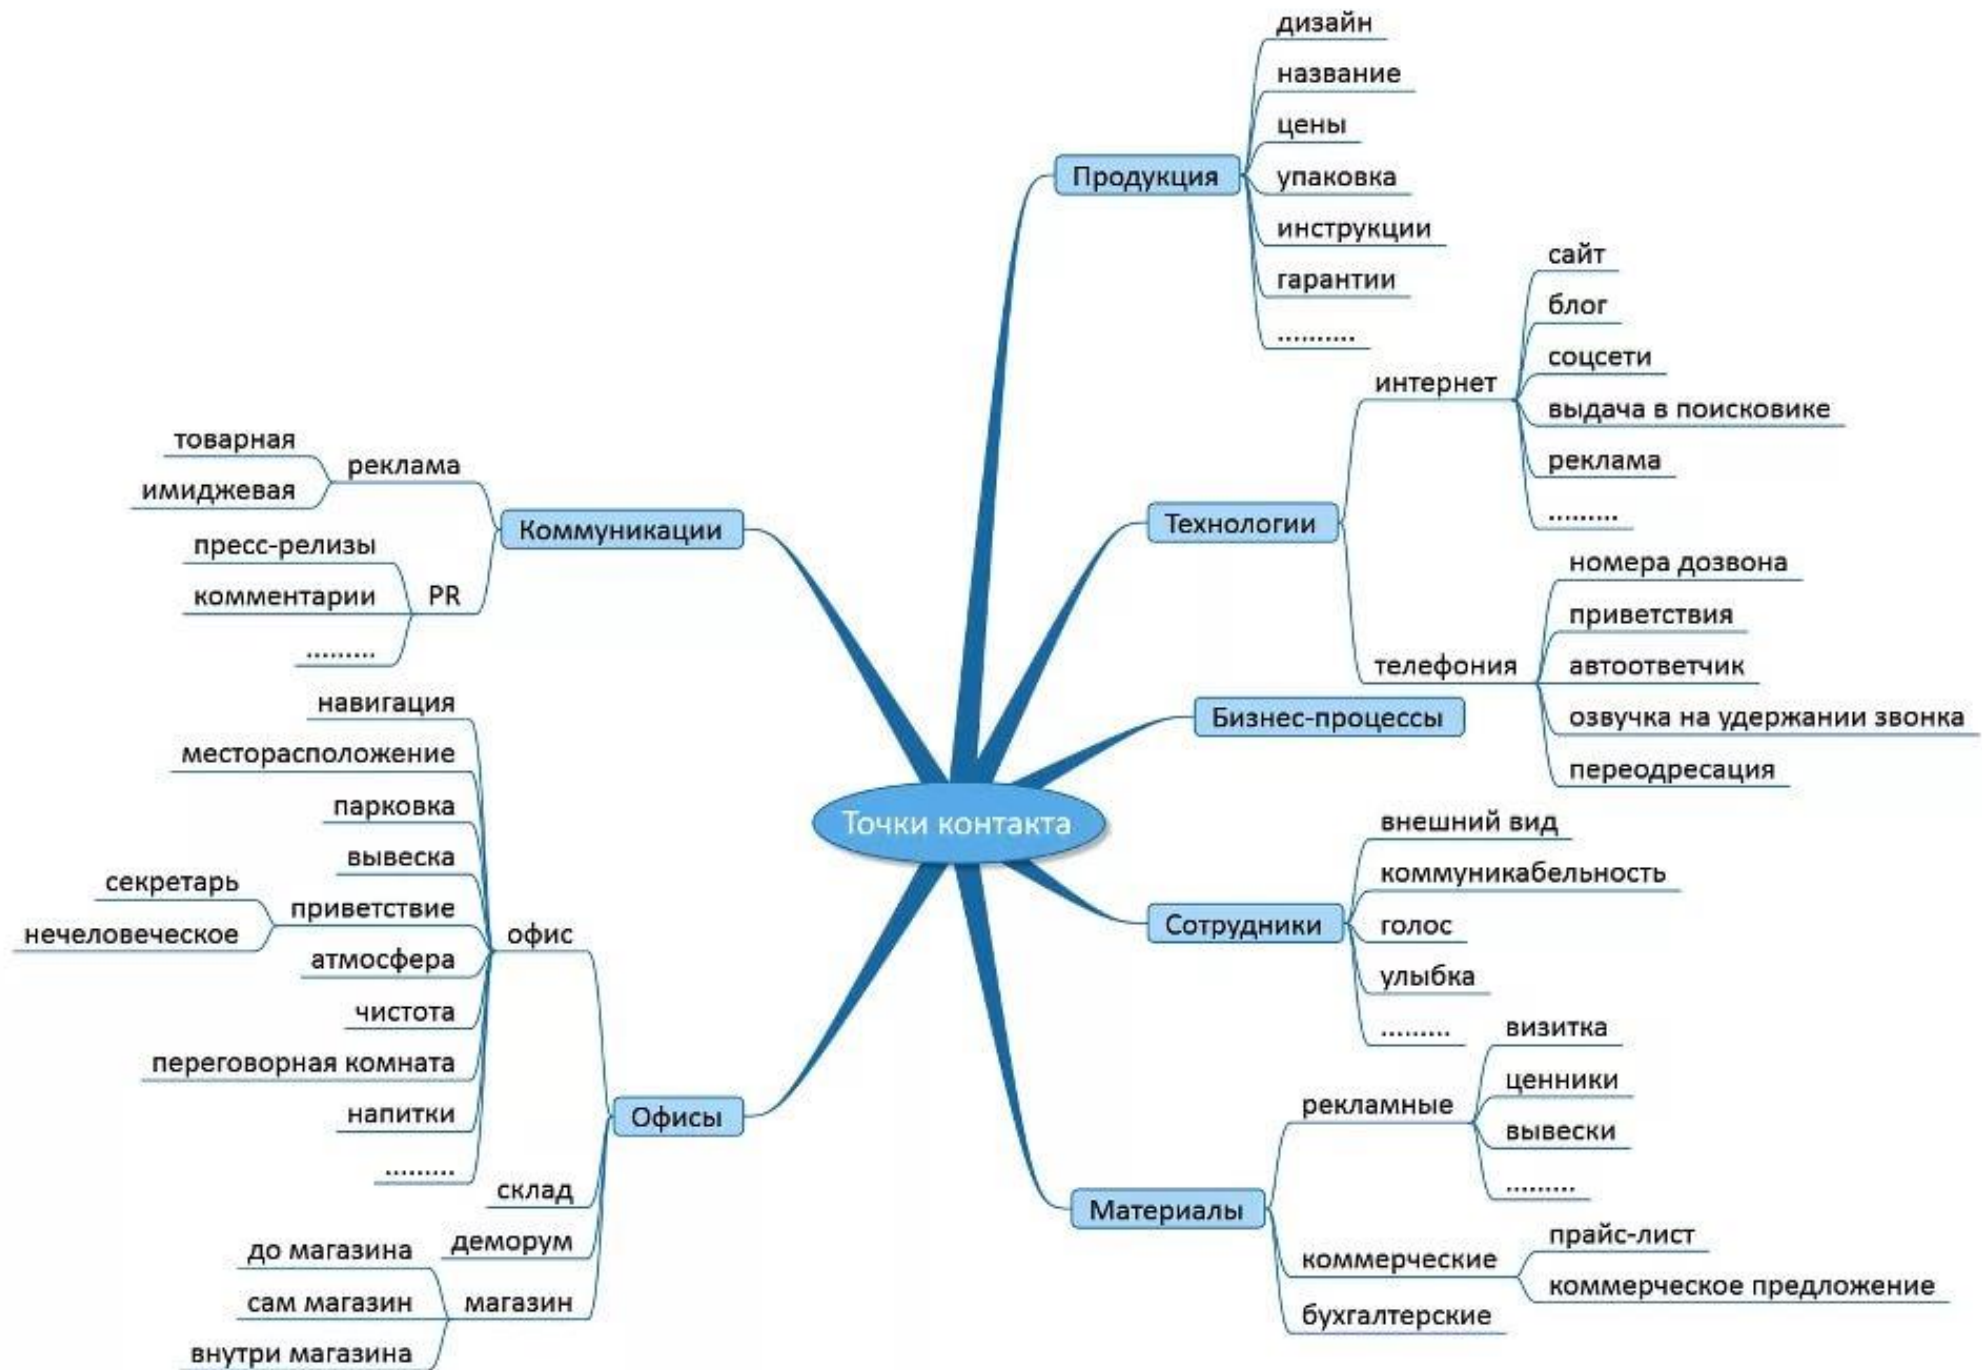 Точки контакта
Продукция
дизайн
название
цены
упаковка
инструкции
гарантии
..........
Технологии
интернет
сайт
блог
соцсети
выдача в поисковике
реклама
.........
телефония
номера дозвона
приветствия
автоответчик
озвучка на удержании звонка
переодресация
Бизнес-процессы
Сотрудники
внешний вид
коммуникабельность
голос
улыбка
.........
Материалы
рекламные
визитка
ценники
вывески
.........
коммерческие
прайс-лист
коммерческое предложение
бухгалтерские
Коммуникации
реклама
товарная
имиджевая
PR
пресс-релизы
комментарии
.........
Офисы
офис
навигация
месторасположение
парковка
вывеска
приветствие
секретарь
нечеловеческое
атмосфера
чистота
переговорная комната
напитки
.........
склад
деморум
магазин
до магазина
сам магазин
внутри магазина